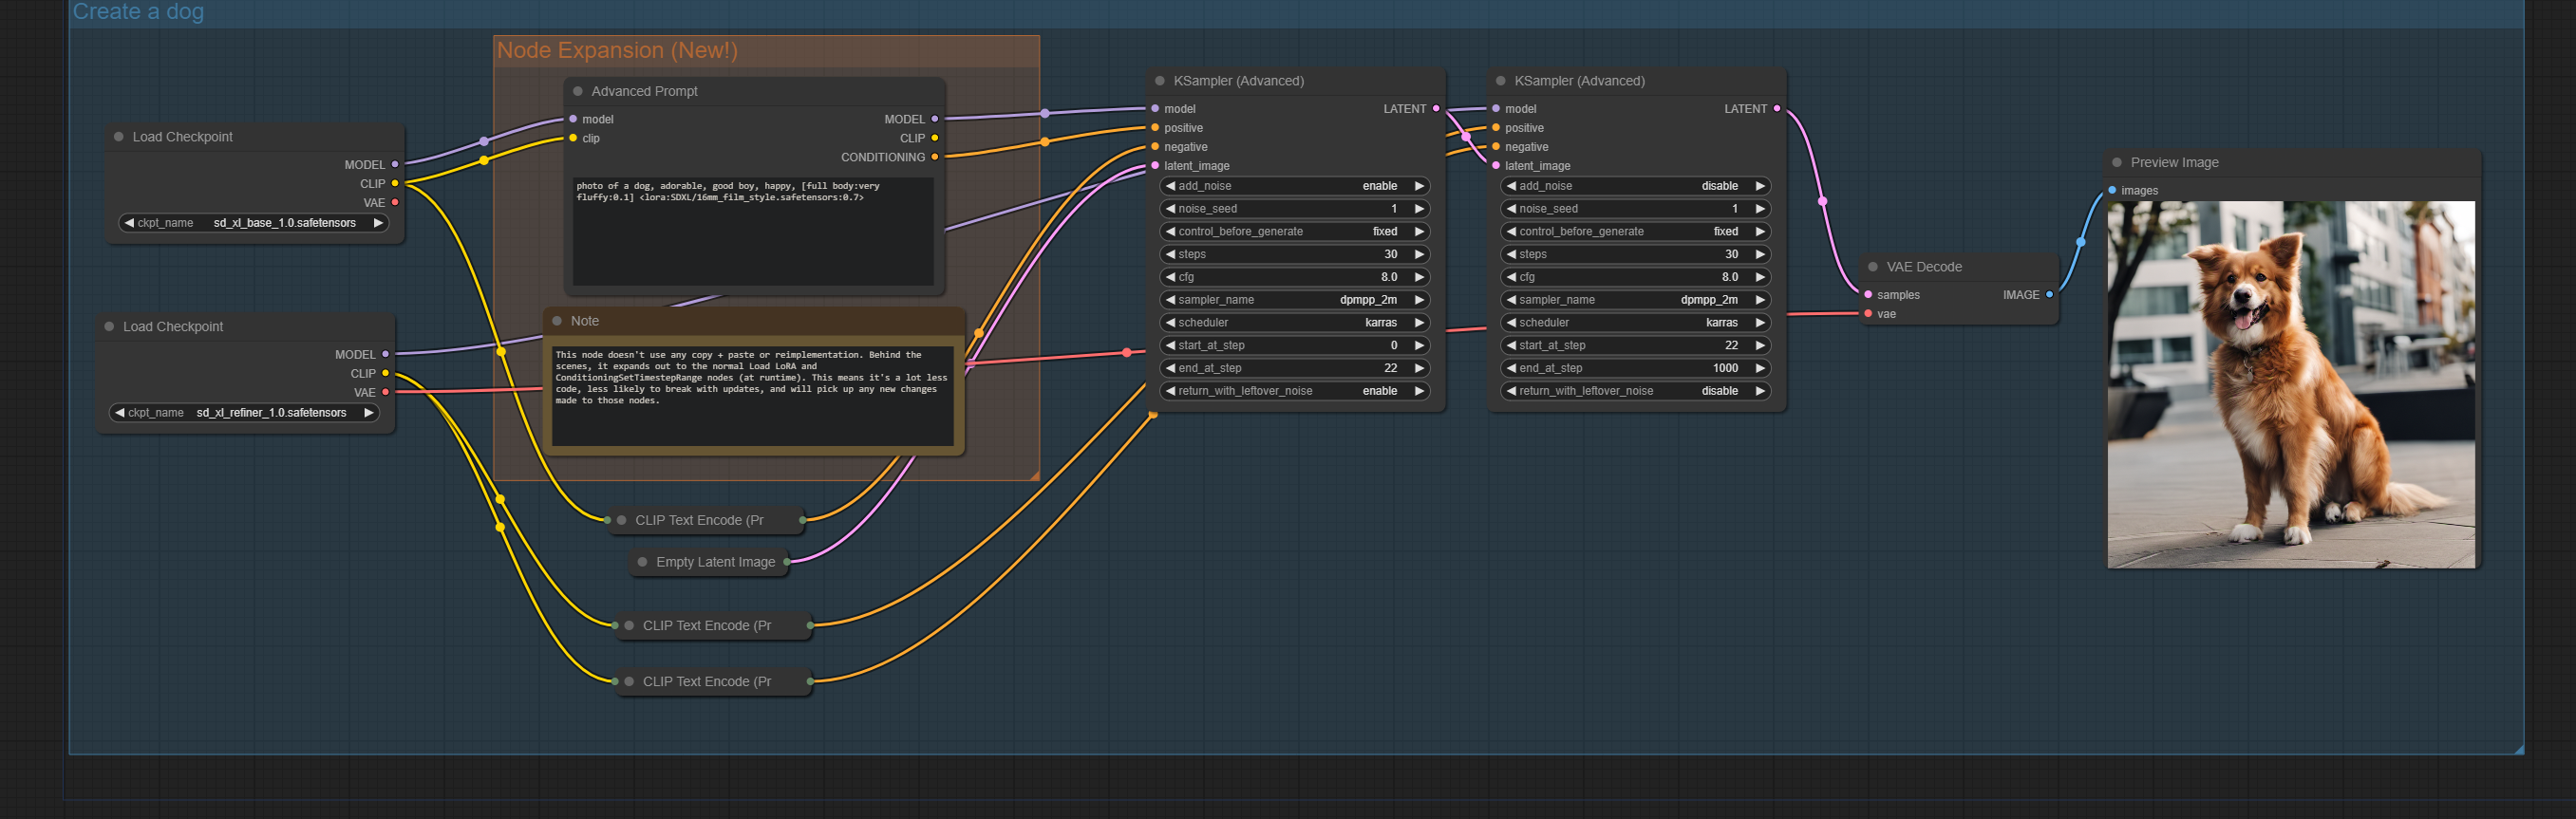 Create a dog
Node Expansion (New!)
Load Checkpoint
MODEL
CLIP
VAE
ckpt_name sd_xl_base_1.0.safetensors
Load Checkpoint
MODEL
CLIP
VAE
ckpt_name sd_xl_refiner_1.0.safetensors
Advanced Prompt
model MODEL
clip CLIP
CONDITIONING
photo of a dog, adorable, good boy, happy, [full body:very
fluffy:0.1] <lora:SDXL/16mm_film_style.safetensors:0.7>
Note
This node doesn't use any copy + paste or reimplementation. Behind the
scenes, it expands out to the normal Load LoRA and
ConditioningSetTimestepRange nodes (at runtime). This means it's a lot less
code, less likely to break with updates, and will pick up any new changes
made to those nodes.
CLIP Text Encode (Pr
Empty Latent Image
CLIP Text Encode (Pr
CLIP Text Encode (Pr
KSampler (Advanced)
model LATENT
positive
negative
latent_image
add_noise enable
noise_seed 1
control_before_generate fixed
steps 30
cfg 8.0
sampler_name dpmpp_2m
scheduler karras
start_at_step 0
end_at_step 22
return_with_leftover_noise enable
KSampler (Advanced)
model LATENT
positive
negative
latent_image
add_noise disable
noise_seed 1
control_before_generate fixed
steps 30
cfg 8.0
sampler_name dpmpp_2m
scheduler karras
start_at_step 22
end_at_step 1000
return_with_leftover_noise disable
VAE Decode
samples IMAGE
vae
Preview Image
images